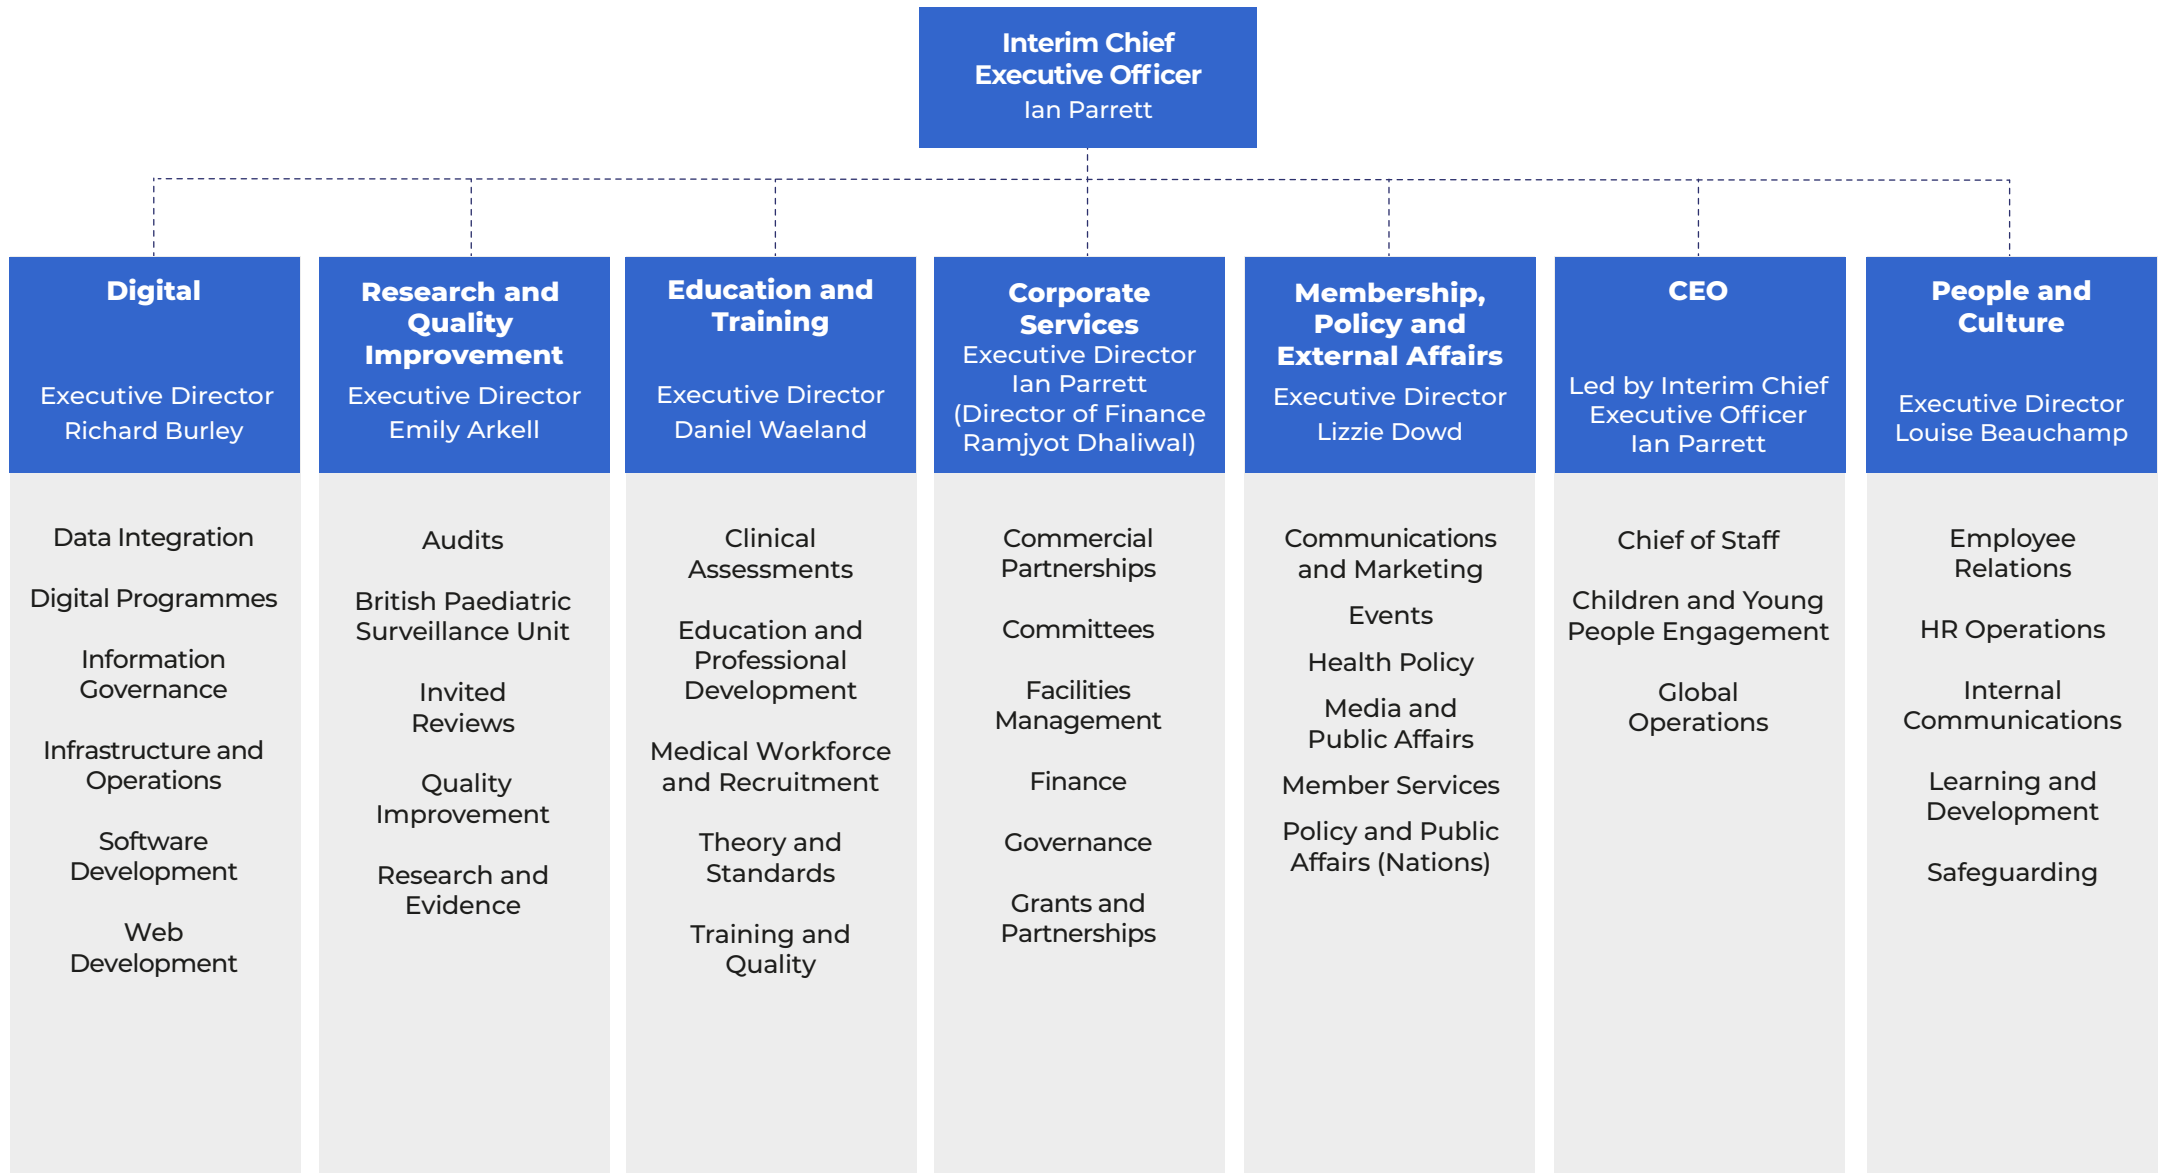 Interim Chief
Executive Officer
Ian Parrett
Digital
Executive Director
Richard Burley
Data Integration
Digital Programmes
Information
Governance
Infrastructure and
Operations
Software
Development
Web
Development
Research and
Quality
Improvement
Executive Director
Emily Arkell
Audits
British Paediatric
Surveillance Unit
Invited
Reviews
Quality
Improvement
Research and
Evidence
Education and
Training
Executive Director
Daniel Waeland
Clinical
Assessments
Education and
Professional
Development
Medical Workforce
and Recruitment
Theory and
Standards
Training and
Quality
Corporate
Services
Executive Director
Ian Parrett
(Director of Finance
Ramjyot Dhaliwal)
Commercial
Partnerships
Committees
Facilities
Management
Finance
Governance
Grants and
Partnerships
Membership,
Policy and
External Affairs
Executive Director
Lizzie Dowd
Communications
and Marketing
Events
Health Policy
Media and
Public Affairs
Member Services
Policy and Public
Affairs (Nations)
CEO
Led by Interim Chief
Executive Officer
Ian Parrett
Chief of Staff
Children and Young
People Engagement
Global
Operations
People and
Culture
Executive Director
Louise Beauchamp
Employee
Relations
HR Operations
Internal
Communications
Learning and
Development
Safeguarding